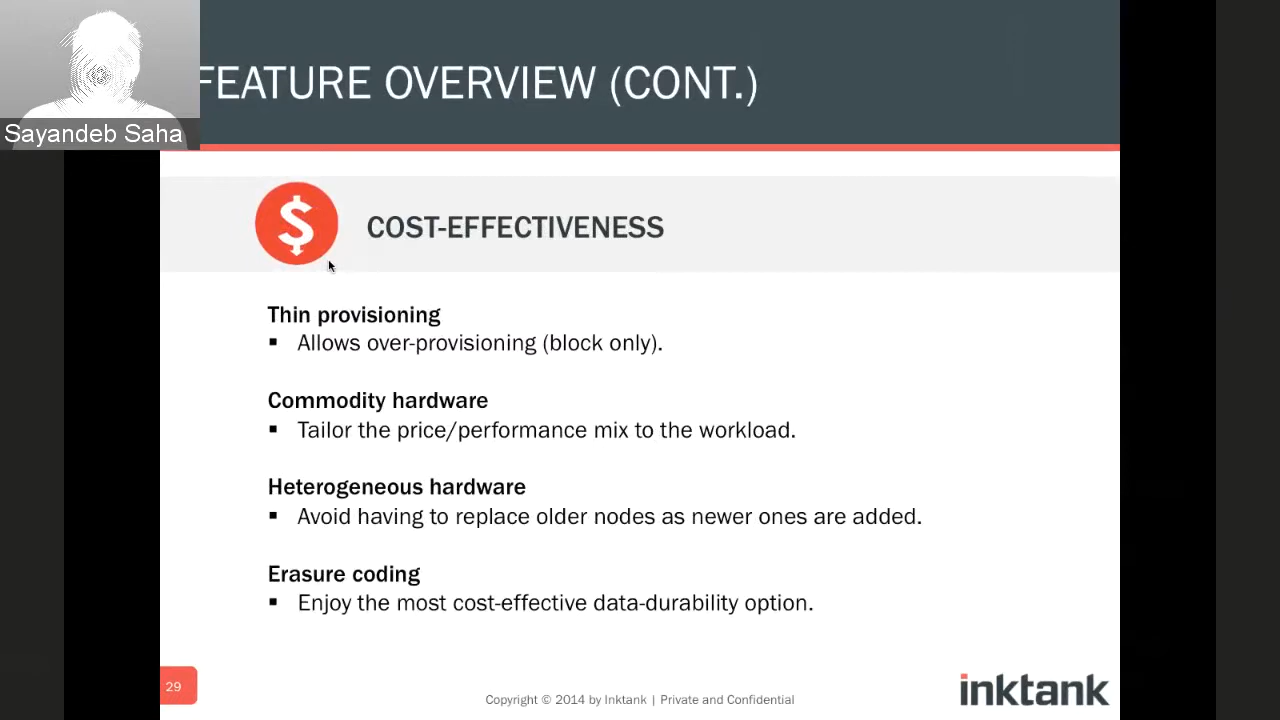 FEATURE OVERVIEW (CONT.)
Sayandeb Saha
$
COST-EFFECTIVENESS
Thin provisioning
▪ Allows over-provisioning (block only).
Commodity hardware
▪ Tailor the price/performance mix to the workload.
Heterogeneous hardware
▪ Avoid having to replace older nodes as newer ones are added.
Erasure coding
▪ Enjoy the most cost-effective data-durability option.
29
Copyright © 2014 by Inktank | Private and Confidential
inktank